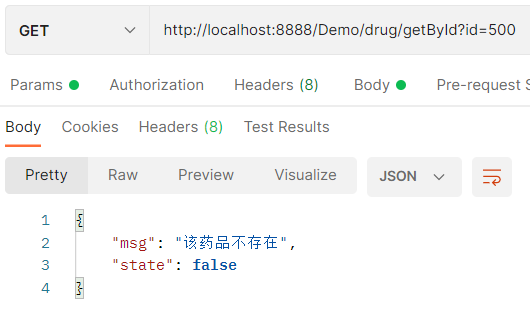 GET http://localhost:8888/Demo/drug/getById?id=500
Params Authorization Headers (8) Body Pre-request S
Body Cookies Headers (8) Test Results
Pretty Raw Preview Visualize JSON
1 {
2 "msg": "该药品不存在",
3 "state": false
4 }